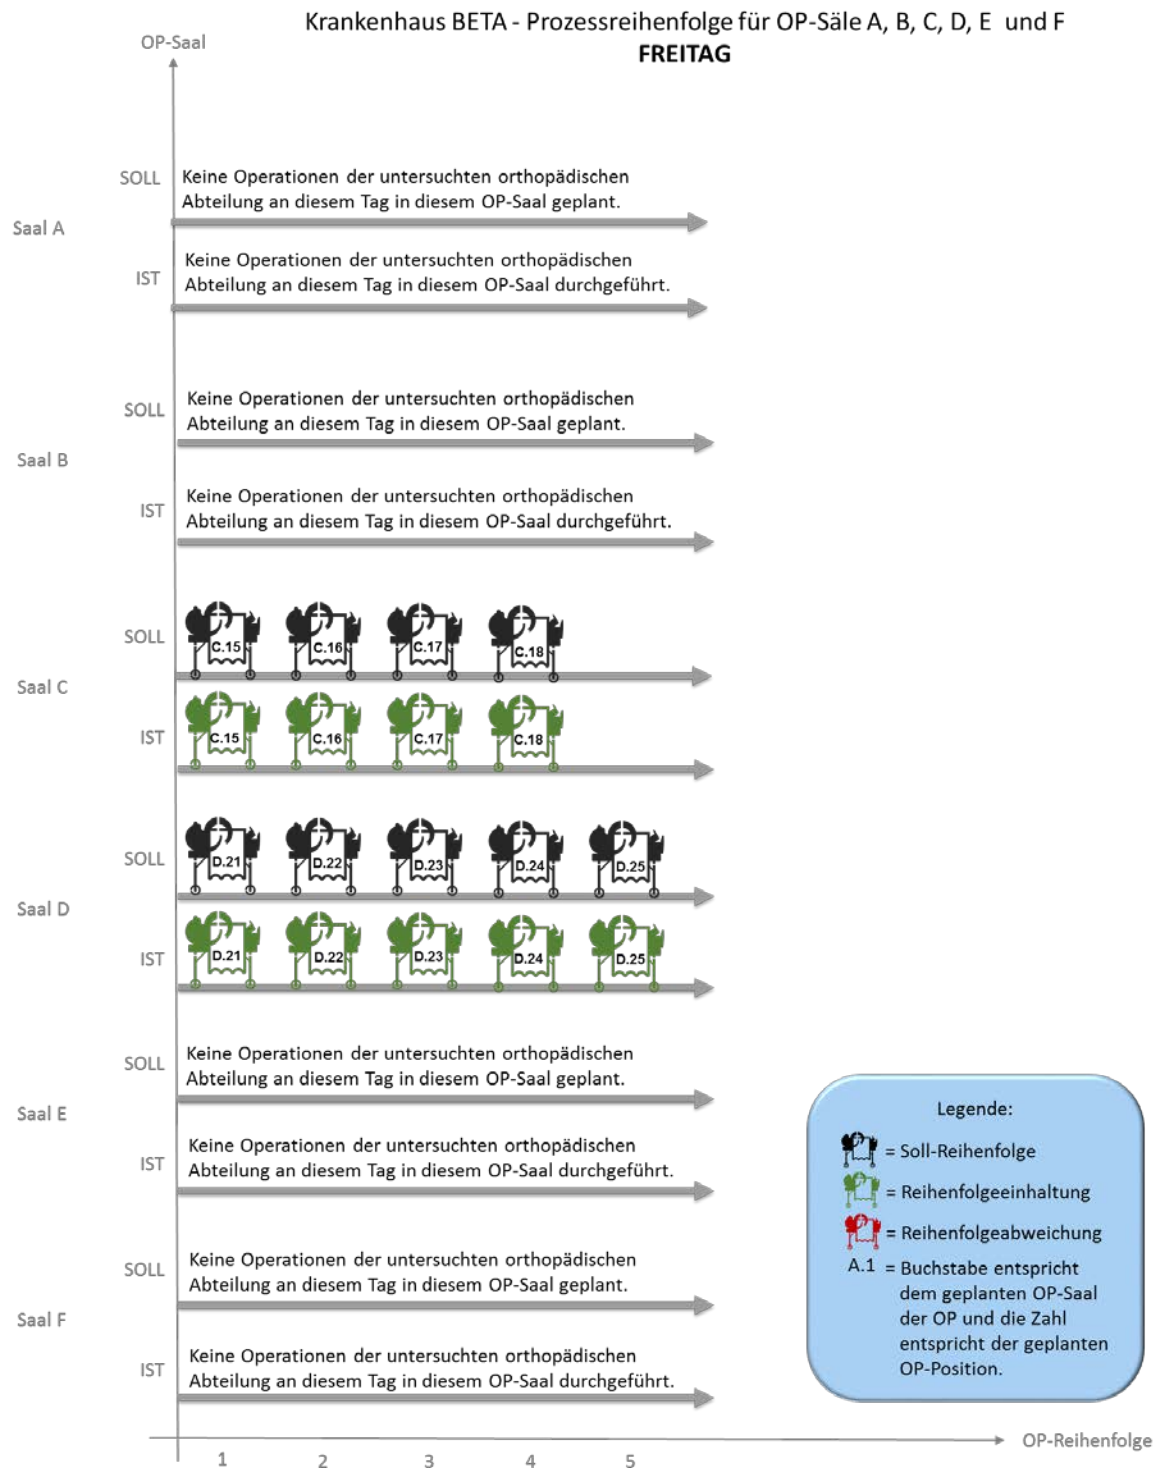 Krankenhaus BETA - Prozessreihenfolge für OP-Säle A, B, C, D, E und F
FREITAG
OP-Saal
Saal A
SOLL
Keine Operationen der untersuchten orthopädischen
Abteilung an diesem Tag in diesem OP-Saal geplant.
IST
Keine Operationen der untersuchten orthopädischen
Abteilung an diesem Tag in diesem OP-Saal durchgeführt.
Saal B
SOLL
Keine Operationen der untersuchten orthopädischen
Abteilung an diesem Tag in diesem OP-Saal geplant.
IST
Keine Operationen der untersuchten orthopädischen
Abteilung an diesem Tag in diesem OP-Saal durchgeführt.
Saal C
SOLL
C.15 C.16 C.17 C.18
IST
C.15 C.16 C.17 C.18
Saal D
SOLL
D.21 D.22 D.23 D.24 D.25
IST
D.21 D.22 D.23 D.24 D.25
Saal E
SOLL
Keine Operationen der untersuchten orthopädischen
Abteilung an diesem Tag in diesem OP-Saal geplant.
IST
Keine Operationen der untersuchten orthopädischen
Abteilung an diesem Tag in diesem OP-Saal durchgeführt.
Saal F
SOLL
Keine Operationen der untersuchten orthopädischen
Abteilung an diesem Tag in diesem OP-Saal geplant.
IST
Keine Operationen der untersuchten orthopädischen
Abteilung an diesem Tag in diesem OP-Saal durchgeführt.
1 2 3 4 5
OP-Reihenfolge
Legende:
= Soll-Reihenfolge
= Reihenfolgeeinhaltung
= Reihenfolgeabweichung
A.1 = Buchstabe entspricht
dem geplanten OP-Saal
der OP und die Zahl
entspricht der geplanten
OP-Position.